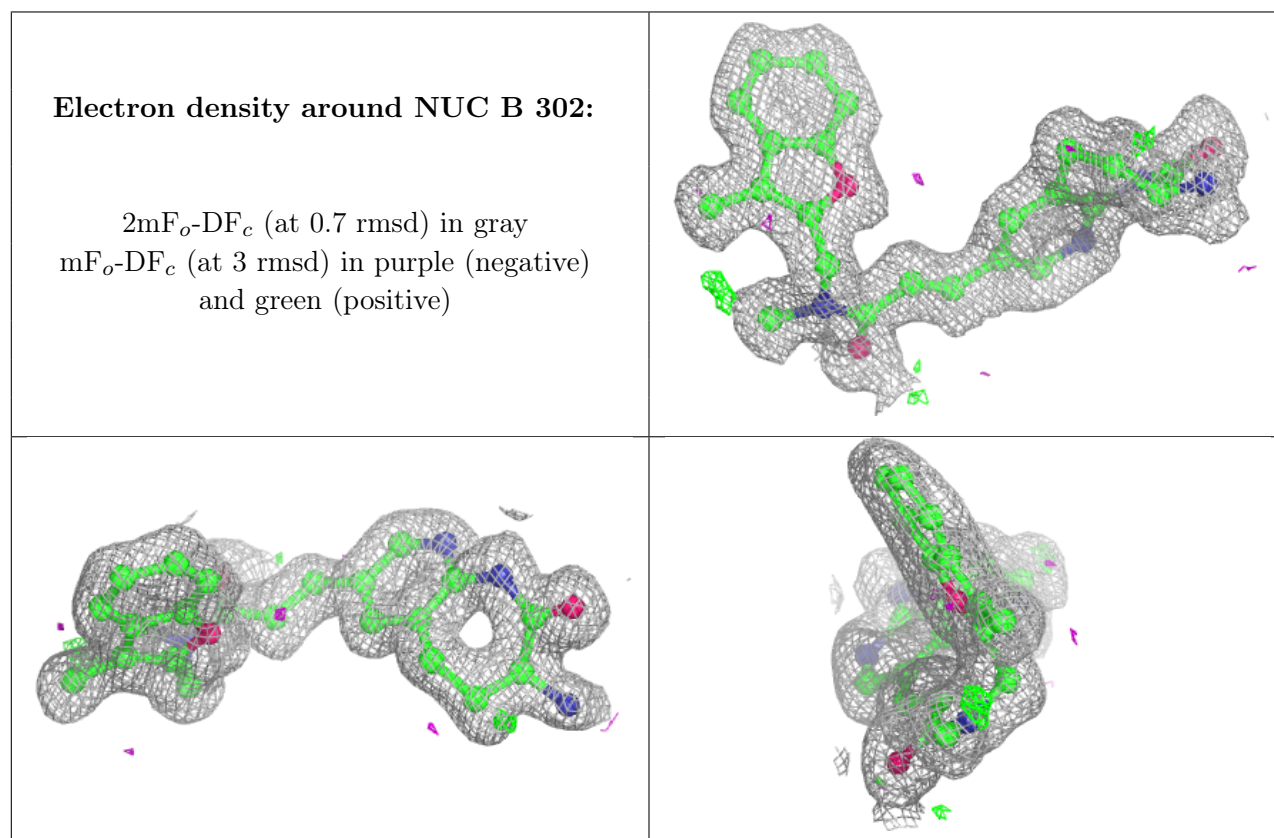 Electron density around NUC B 302:
2mFo-DFc (at 0.7 rmsd) in gray
mFo-DFc (at 3 rmsd) in purple (negative)
and green (positive)